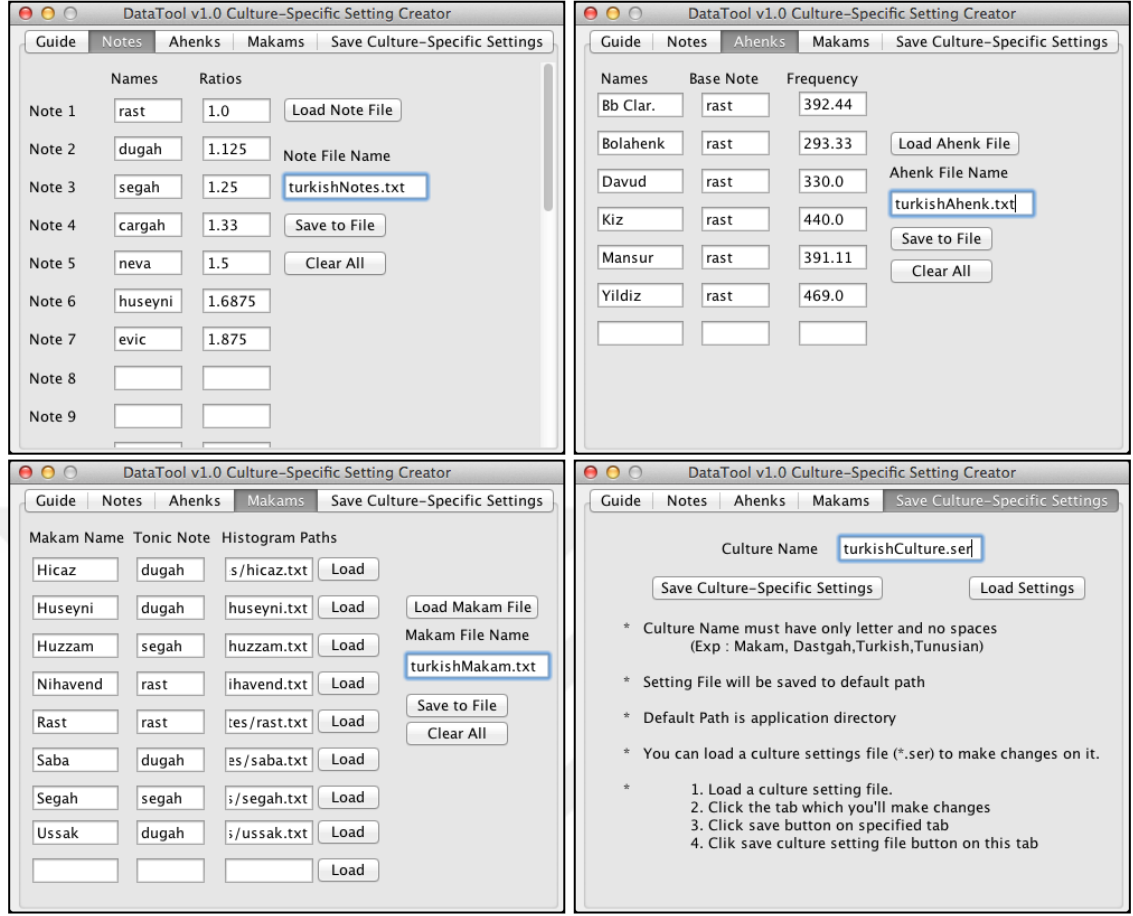 DataTool v1.0 Culture-Specific Setting Creator
Guide Notes Ahenks Makams Save Culture-Specific Settings
Names Ratios
Note 1 rast 1.0 Load Note File
Note 2 dugah 1.125
Note File Name
Note 3 segah 1.25 turkishNotes.txt
Note 4 cargah 1.33 Save to File
Note 5 neva 1.5 Clear All
Note 6 huseyni 1.6875
Note 7 evic 1.875
Note 8
Note 9
DataTool v1.0 Culture-Specific Setting Creator
Guide Notes Ahenks Makams Save Culture-Specific Settings
Names Base Note Frequency
Bb Clar. rast 392.44
Bolahenk rast 293.33 Load Ahenk File
Ahenk File Name
Davud rast 330.0
turkishAhenk.txt
Kiz rast 440.0
Save to File
Mansur rast 391.11
Clear All
Yildiz rast 469.0
DataTool v1.0 Culture-Specific Setting Creator
Guide Notes Ahenks Makams Save Culture-Specific Settings
Makam Name Tonic Note Histogram Paths
Hicaz dugah s/hicaz.txt Load
Huseyni dugah huseyni.txt Load Load Makam File
Makam File Name
Huzzam segah huzzam.txt Load
turkishMakam.txt
Nihavend rast ihavend.txt Load
Save to File
Rast rast tes/rast.txt Load
Clear All
Saba dugah es/saba.txt Load
Segah segah s/segah.txt Load
Ussak dugah s/ussak.txt Load
Load
DataTool v1.0 Culture-Specific Setting Creator
Guide Notes Ahenks Makams Save Culture-Specific Settings
Culture Name turkishCulture.ser
Save Culture-Specific Settings Load Settings
* Culture Name must have only letter and no spaces
(Exp : Makam, Dastgah,Turkish,Tunusian)
* Setting File will be saved to default path
* Default Path is application directory
* You can load a culture settings file (*.ser) to make changes on it.
* 1. Load a culture setting file.
2. Click the tab which you'll make changes
3. Click save button on specified tab
4. Clik save culture setting file button on this tab